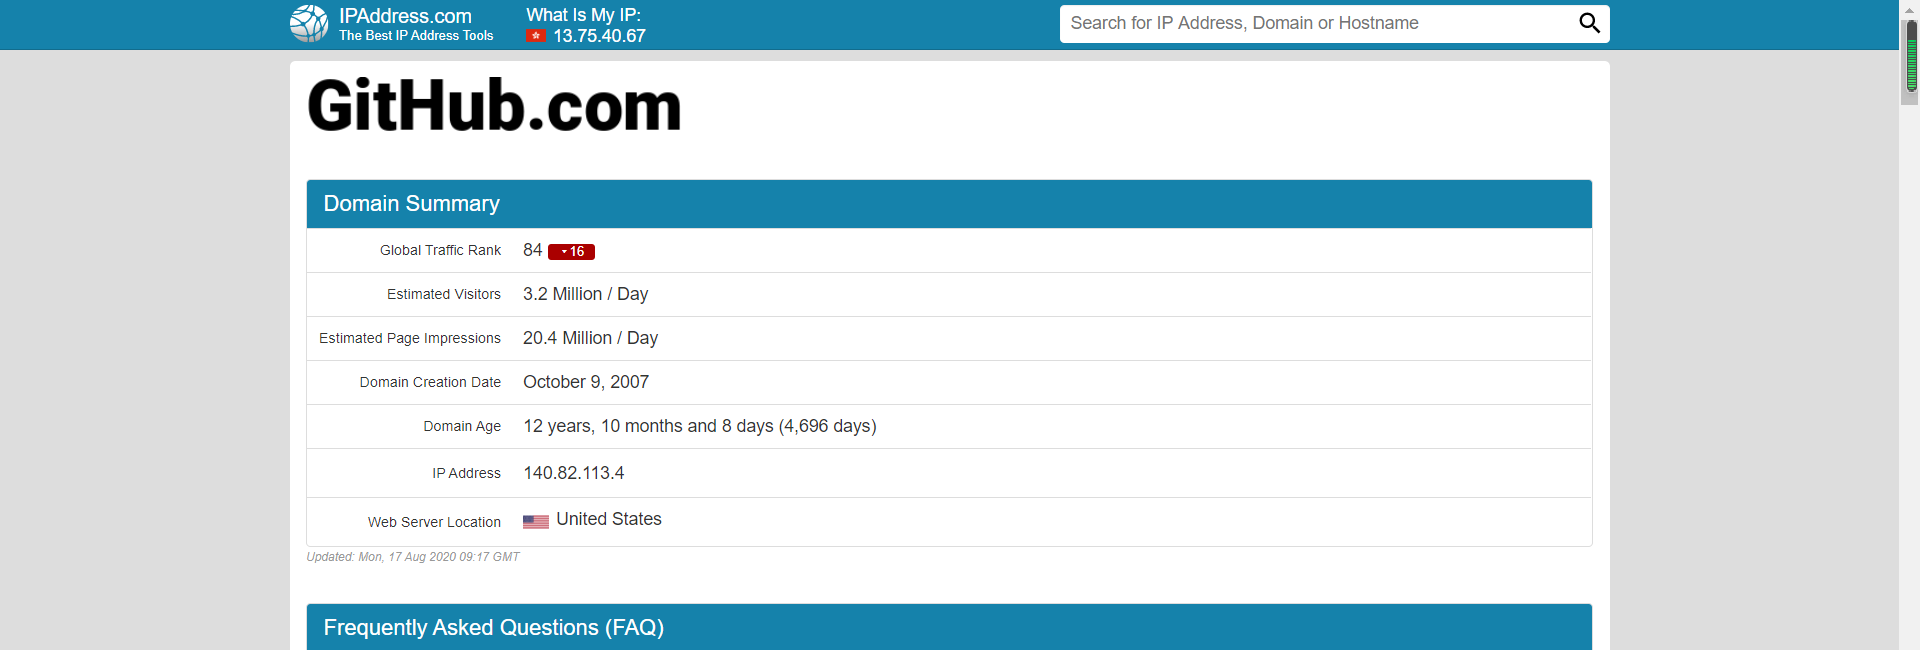 IPAddress.com
The Best IP Address Tools
What Is My IP:
13.75.40.67
Search for IP Address, Domain or Hostname
GitHub.com
Domain Summary
Global Traffic Rank 84 16
Estimated Visitors 3.2 Million / Day
Estimated Page Impressions 20.4 Million / Day
Domain Creation Date October 9, 2007
Domain Age 12 years, 10 months and 8 days (4,696 days)
IP Address 140.82.113.4
Web Server Location United States
Updated: Mon, 17 Aug 2020 09:17 GMT
Frequently Asked Questions (FAQ)